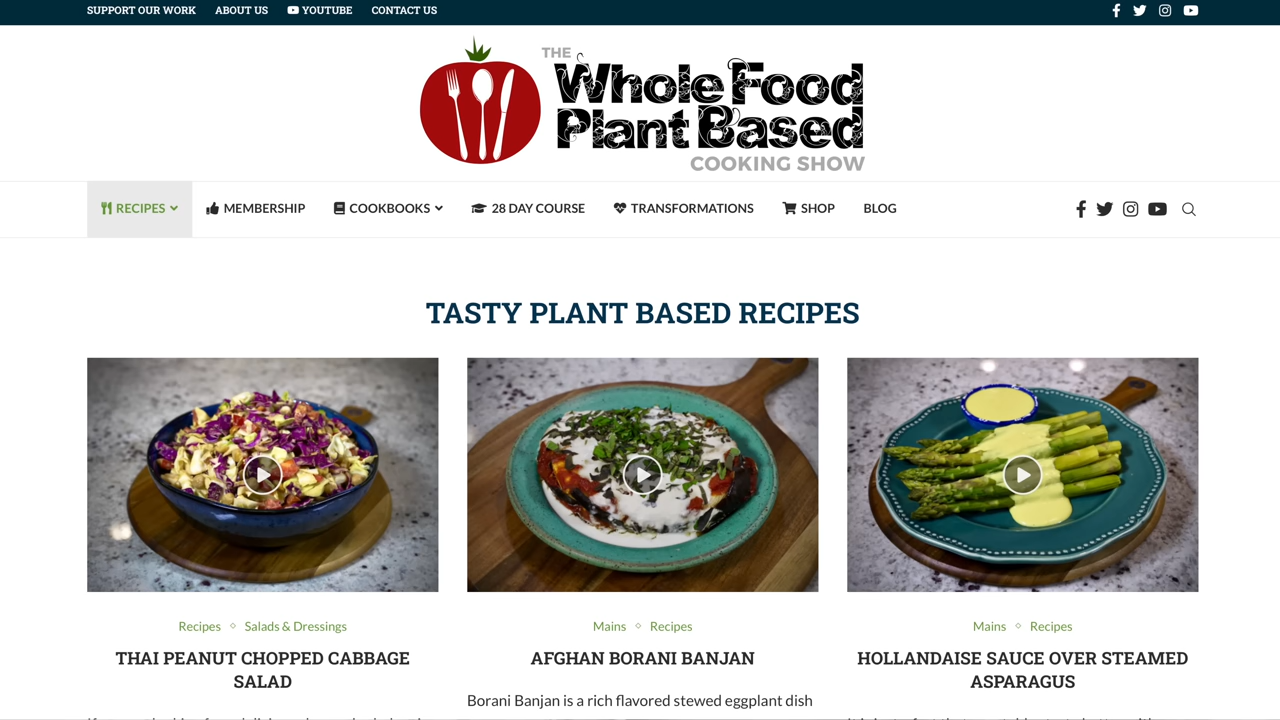 SUPPORT OUR WORK ABOUT US YOUTUBE CONTACT US
THE
Whole Food
Plant Based
COOKING SHOW
RECIPES MEMBERSHIP COOKBOOKS 28 DAY COURSE TRANSFORMATIONS SHOP BLOG
TASTY PLANT BASED RECIPES
Recipes ◇ Salads & Dressings
THAI PEANUT CHOPPED CABBAGE
SALAD
Mains ◇ Recipes
AFGHAN BORANI BANJAN
Borani Banjan is a rich flavored stewed eggplant dish
Mains ◇ Recipes
HOLLANDAISE SAUCE OVER STEAMED
ASPARAGUS